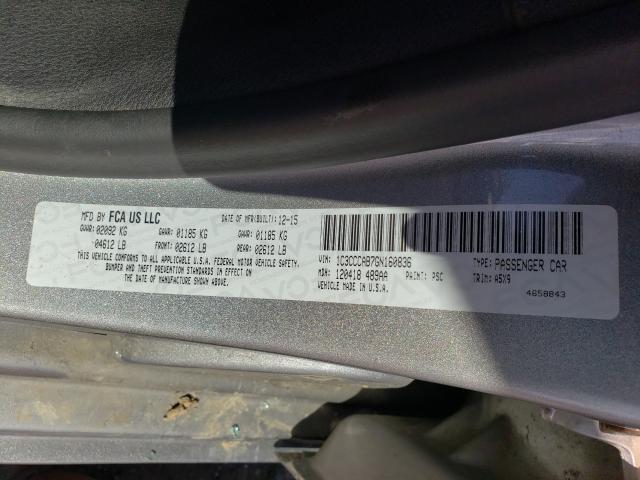 MFD BY FCA US LLC DATE OF MFR(BUILT): 12-15
GVWR: 02092 KG GAWR: 01185 KG GAWR: 01185 KG
04612 LB FRONT: 02612 LB REAR: 02612 LB
THIS VEHICLE CONFORMS TO ALL APPLICABLE U.S.A. FEDERAL MOTOR VEHICLE SAFETY,
BUMPER AND THEFT PREVENTION STANDARDS IN EFFECT ON
THE DATE OF MANUFACTURE SHOWN ABOVE.
VIN: 1C3CCCAB7GN160836 TYPE: PASSENGER CAR
MDH: 120418 489AA PAINT: PSC TRIM: A5X9
VEHICLE MADE IN U.S.A. 4658843